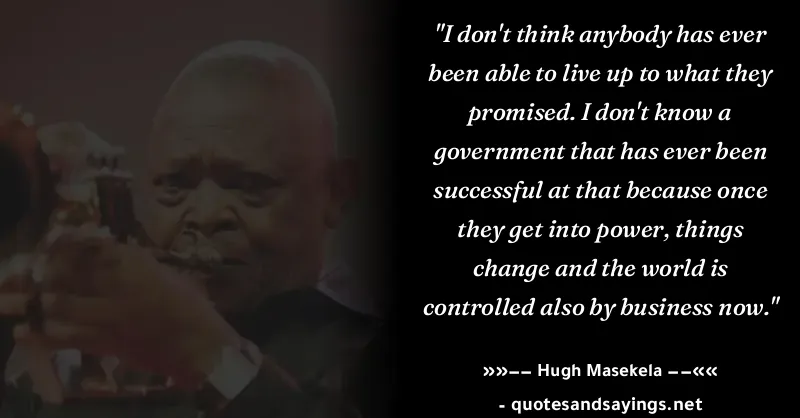 "I don't think anybody has ever
been able to live up to what they
promised. I don't know a
government that has ever been
successful at that because once
they get into power, things
change and the world is
controlled also by business now."
»»–– Hugh Masekela ––««
- quotesandsayings.net